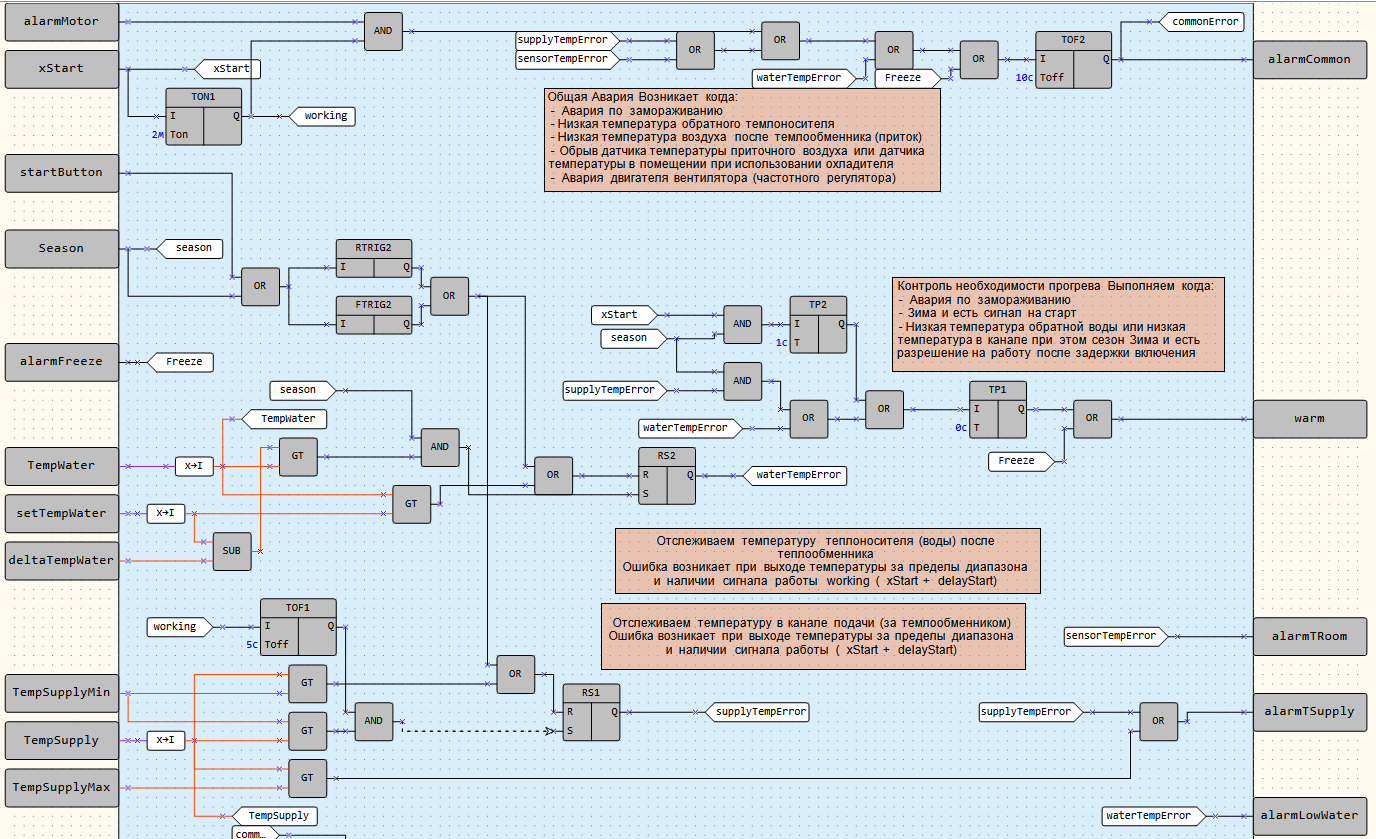 alarmMotor
xStart
startButton
Season
alarmFreeze
TempWater
setTempWater
deltaTempWater
TempSupplyMin
TempSupply
TempSupplyMax
xStart
TON1
I Q
2м Ton
working
AND
supplyTempError
sensorTempError
OR
OR
waterTempError
OR
Freeze
OR
TOF2
I Q
10с Toff
commonError
alarmCommon
Общая Авария Возникает когда:
- Авария по замораживанию
- Низкая температура обратного темлоносителя
- Низкая температура воздуха после темлообменника (приток)
- Обрыв датчика температуры приточного воздуха или датчика
температуры в помещении при использовании охладителя
- Авария двигателя вентилятора (частотного регулятора)
season
OR
RTRIG2
I Q
FTRIG2
I Q
OR
Freeze
xStart
season
AND
TP2
I Q
1с T
AND
supplyTempError
waterTempError
OR
OR
TP1
I Q
0с T
OR
Freeze
warm
Контроль необходимости прогрева Выполняем когда:
- Авария по замораживанию
- Зима и есть сигнал на старт
- Низкая температура обратной воды или низкая
температура в канале при этом сезон Зима и есть
разрешение на работу после задержки включения
season
TempWater
x→I
GT
AND
x→I
GT
SUB
OR
RS2
R Q
S
waterTempError
Отслеживаем температуру теплоносителя (воды) после
теплообменника
Ошибка возникает при выходе температуры за пределы диапазона
и наличии сигнала работы working ( xStart + delayStart)
Отслеживаем температуру в канале подачи (за темлообменником)
Ошибка возникает при выходе температуры за пределы диапазона
и наличии сигнала работы ( xStart + delayStart)
working
TOF1
I Q
5с Toff
GT
x→I
GT
AND
GT
OR
RS1
R Q
S
supplyTempError
TempSupply
comm…
sensorTempError
alarmTRoom
supplyTempError
OR
alarmTSupply
waterTempError
alarmLowWater